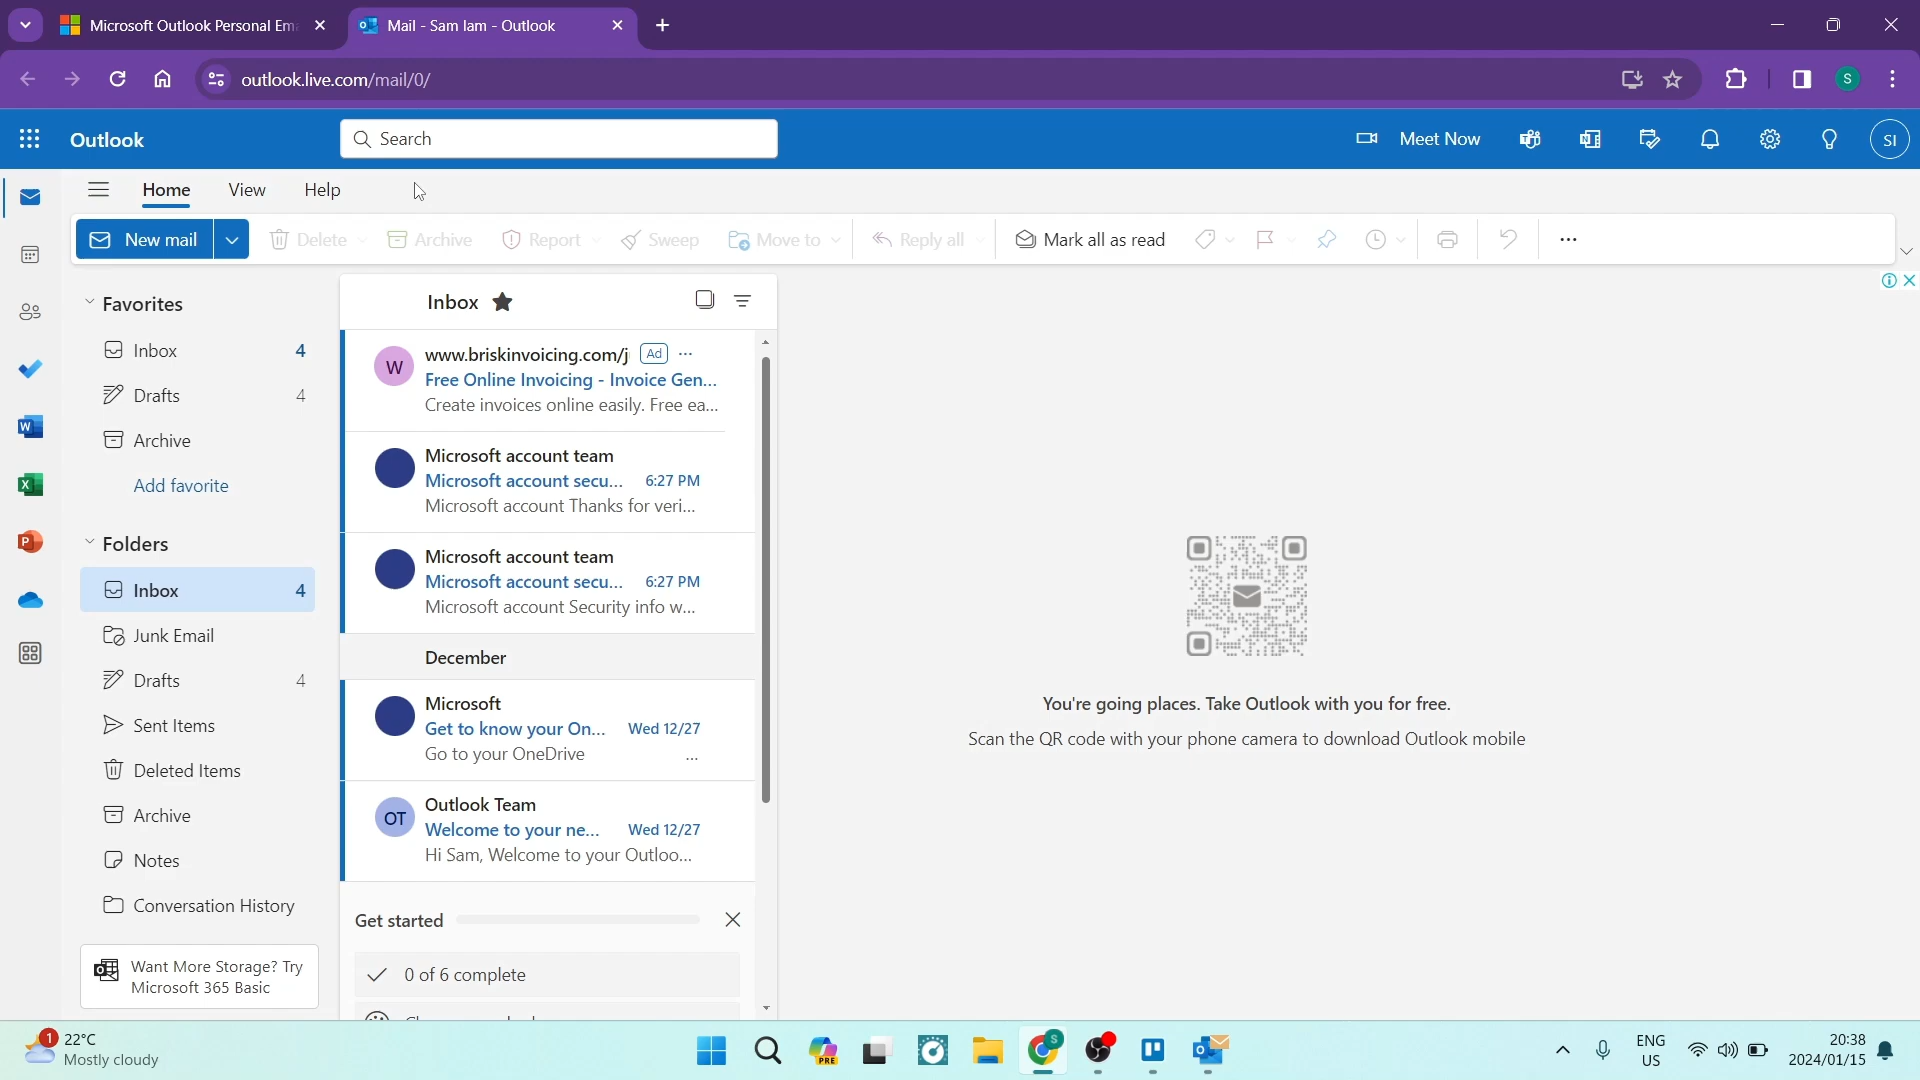 Microsoft Outlook Personal Em
Mail - Sam Iam - Outlook
outlook.live.com/mail/0/
S
Outlook
Search
Meet Now
SI
Home
View
Help
New mail
Delete
Archive
Report
Sweep
Move to
Reply all
Mark all as read
Favorites
Inbox 4
Drafts 4
Archive
Add favorite
Folders
Inbox 4
Junk Email
Drafts 4
Sent Items
Deleted Items
Archive
Notes
Conversation History
Want More Storage? Try
Microsoft 365 Basic
Inbox
W
www.briskinvoicing.com/j Ad
Free Online Invoicing - Invoice Gen...
Create invoices online easily. Free ea...
Microsoft account team
Microsoft account secu... 6:27 PM
Microsoft account Thanks for veri...
Microsoft account team
Microsoft account secu... 6:27 PM
Microsoft account Security info w...
December
Microsoft
Get to know your On... Wed 12/27
Go to your OneDrive ...
OT
Outlook Team
Welcome to your ne... Wed 12/27
Hi Sam, Welcome to your Outloo...
Get started
0 of 6 complete
You're going places. Take Outlook with you for free.
Scan the QR code with your phone camera to download Outlook mobile
1
22°C
Mostly cloudy
PRE
S
ENG
US
20:38
2024/01/15